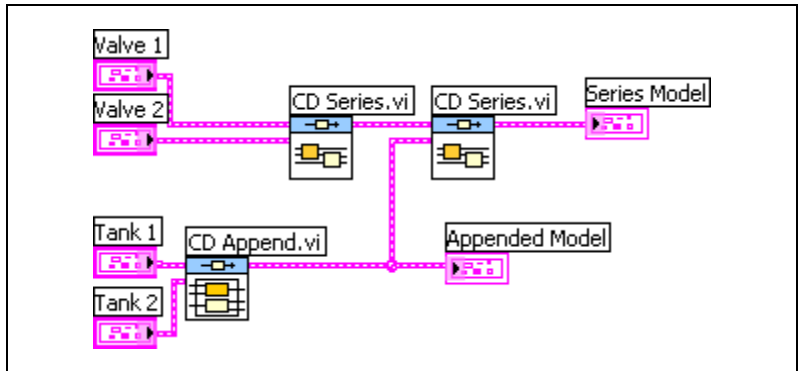 Valve 1
Valve 2
CD Series.vi
CD Series.vi
Series Model
Tank 1
CD Append.vi
Appended Model
Tank 2